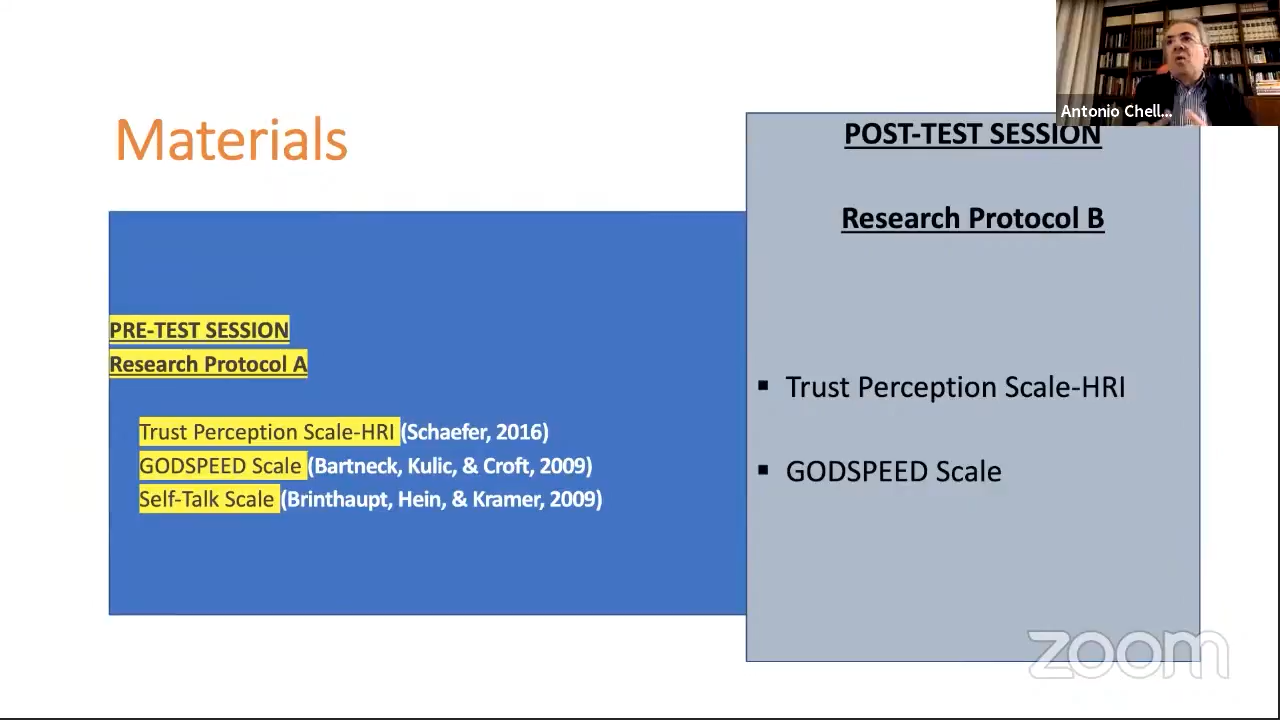 Materials
PRE-TEST SESSION
Research Protocol A
Trust Perception Scale-HRI (Schaefer, 2016)
GODSPEED Scale (Bartneck, Kulic, & Croft, 2009)
Self-Talk Scale (Brinthaupt, Hein, & Kramer, 2009)
POST-TEST SESSION
Research Protocol B
▪ Trust Perception Scale-HRI
▪ GODSPEED Scale
Antonio Chell...
zoom